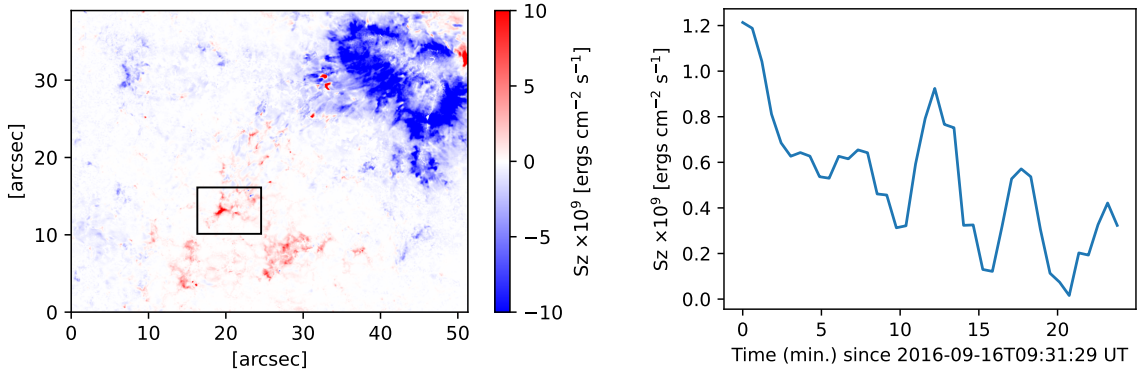 30
20
10
0
[arcsec]
0 10 20 30 40 50
[arcsec]
10
5
0
−5
−10
Sz ×10⁹ [ergs cm⁻² s⁻¹]
1.2
1.0
0.8
0.6
0.4
0.2
0.0
Sz ×10⁹ [ergs cm⁻² s⁻¹]
0 5 10 15 20
Time (min.) since 2016-09-16T09:31:29 UT